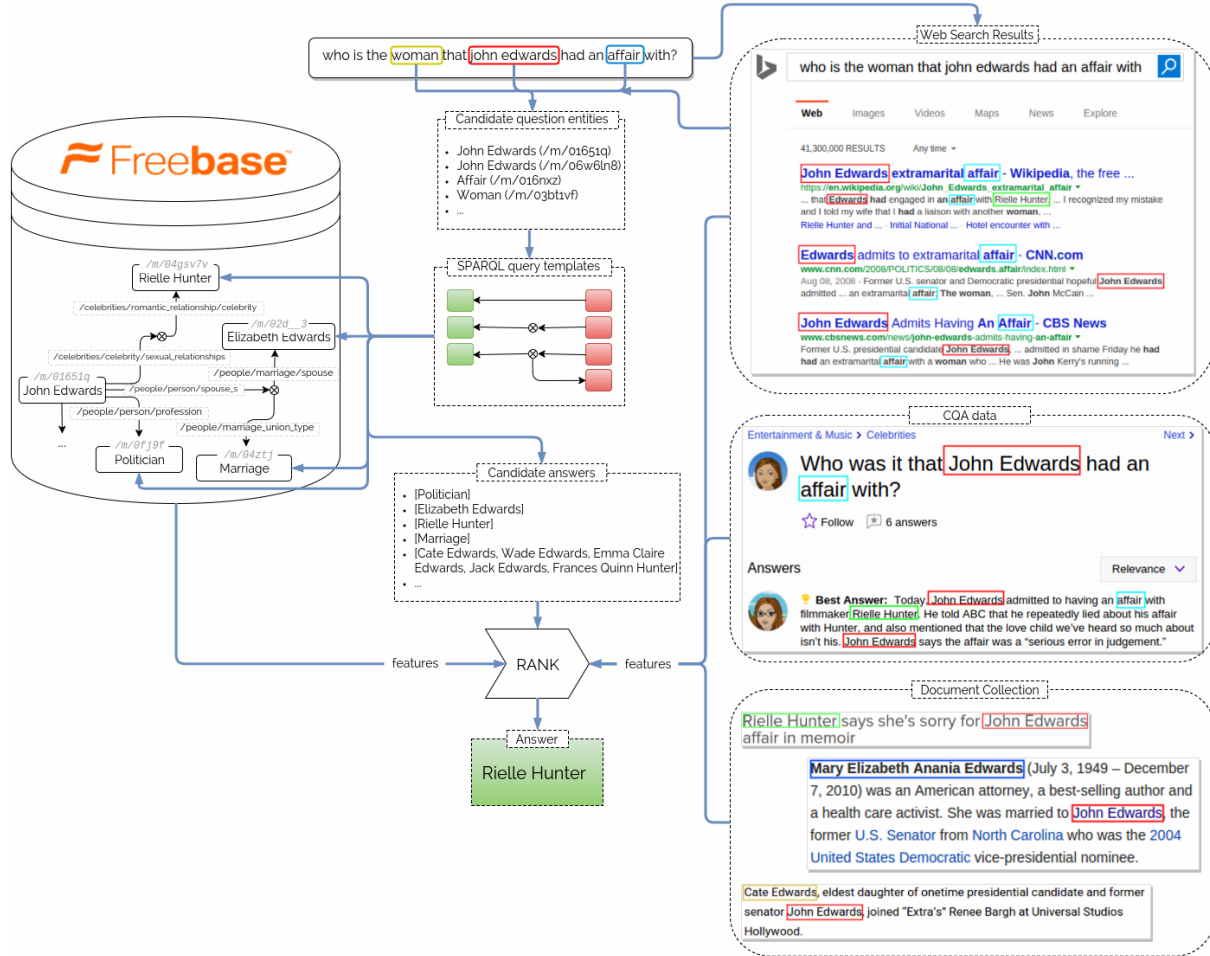 who is the woman that john edwards had an affair with?
Candidate question entities
• John Edwards (/m/01651q)
• John Edwards (/m/06w6ln8)
• Affair (/m/016nxz)
• Woman (/m/03bt1vf)
• ...
SPARQL query templates
Freebase™
/m/04gsv7v
Rielle Hunter
/celebrities/romantic_relationship/celebrity
/m/02d__3
Elizabeth Edwards
/celebrities/celebrity/sexual_relationships
/people/marriage/spouse
/m/01651q
John Edwards
/people/person/spouse_s
/people/person/profession
/people/marriage_union_type
...
/m/0fj9f
Politician
/m/04ztj
Marriage
Candidate answers
• [Politician]
• [Elizabeth Edwards]
• [Rielle Hunter]
• [Marriage]
• [Cate Edwards, Wade Edwards, Emma Claire
Edwards, Jack Edwards, Frances Quinn Hunter]
• ...
features
RANK
features
Answer
Rielle Hunter
Web Search Results
who is the woman that john edwards had an affair with
Web Images Videos Maps News Explore
41,300,000 RESULTS Any time
John Edwards extramarital affair - Wikipedia, the free ...
https://en.wikipedia.org/wiki/John_Edwards_extramarital_affair
... that Edwards had engaged in an affair with Rielle Hunter ... I recognized my mistake
and I told my wife that I had a liaison with another woman, ...
Rielle Hunter and ... · Initial National ... · Hotel encounter with ...
Edwards admits to extramarital affair - CNN.com
www.cnn.com/2008/POLITICS/08/08/edwards.affair/index.html
Aug 08, 2008 · Former U.S. senator and Democratic presidential hopeful John Edwards
admitted ... an extramarital affair. The woman, ... Sen. John McCain ...
John Edwards Admits Having An Affair - CBS News
www.cbsnews.com/news/john-edwards-admits-having-an-affair
Former U.S. presidential candidate John Edwards, ... admitted in shame Friday he had
had an extramarital affair with a woman who ... He was John Kerry's running ...
CQA data
Entertainment & Music > Celebrities Next >
Who was it that John Edwards had an
affair with?
Follow 6 answers
Answers Relevance
Best Answer: Today, John Edwards admitted to having an affair with
filmmaker Rielle Hunter. He told ABC that he repeatedly lied about his affair
with Hunter, and also mentioned that the love child we've heard so much about
isn't his. John Edwards says the affair was a "serious error in judgement."
Document Collection
Rielle Hunter says she's sorry for John Edwards
affair in memoir
Mary Elizabeth Anania Edwards (July 3, 1949 – December
7, 2010) was an American attorney, a best-selling author and
a health care activist. She was married to John Edwards, the
former U.S. Senator from North Carolina who was the 2004
United States Democratic vice-presidential nominee.
Cate Edwards, eldest daughter of onetime presidential candidate and former
senator John Edwards, joined "Extra's" Renee Bargh at Universal Studios
Hollywood.